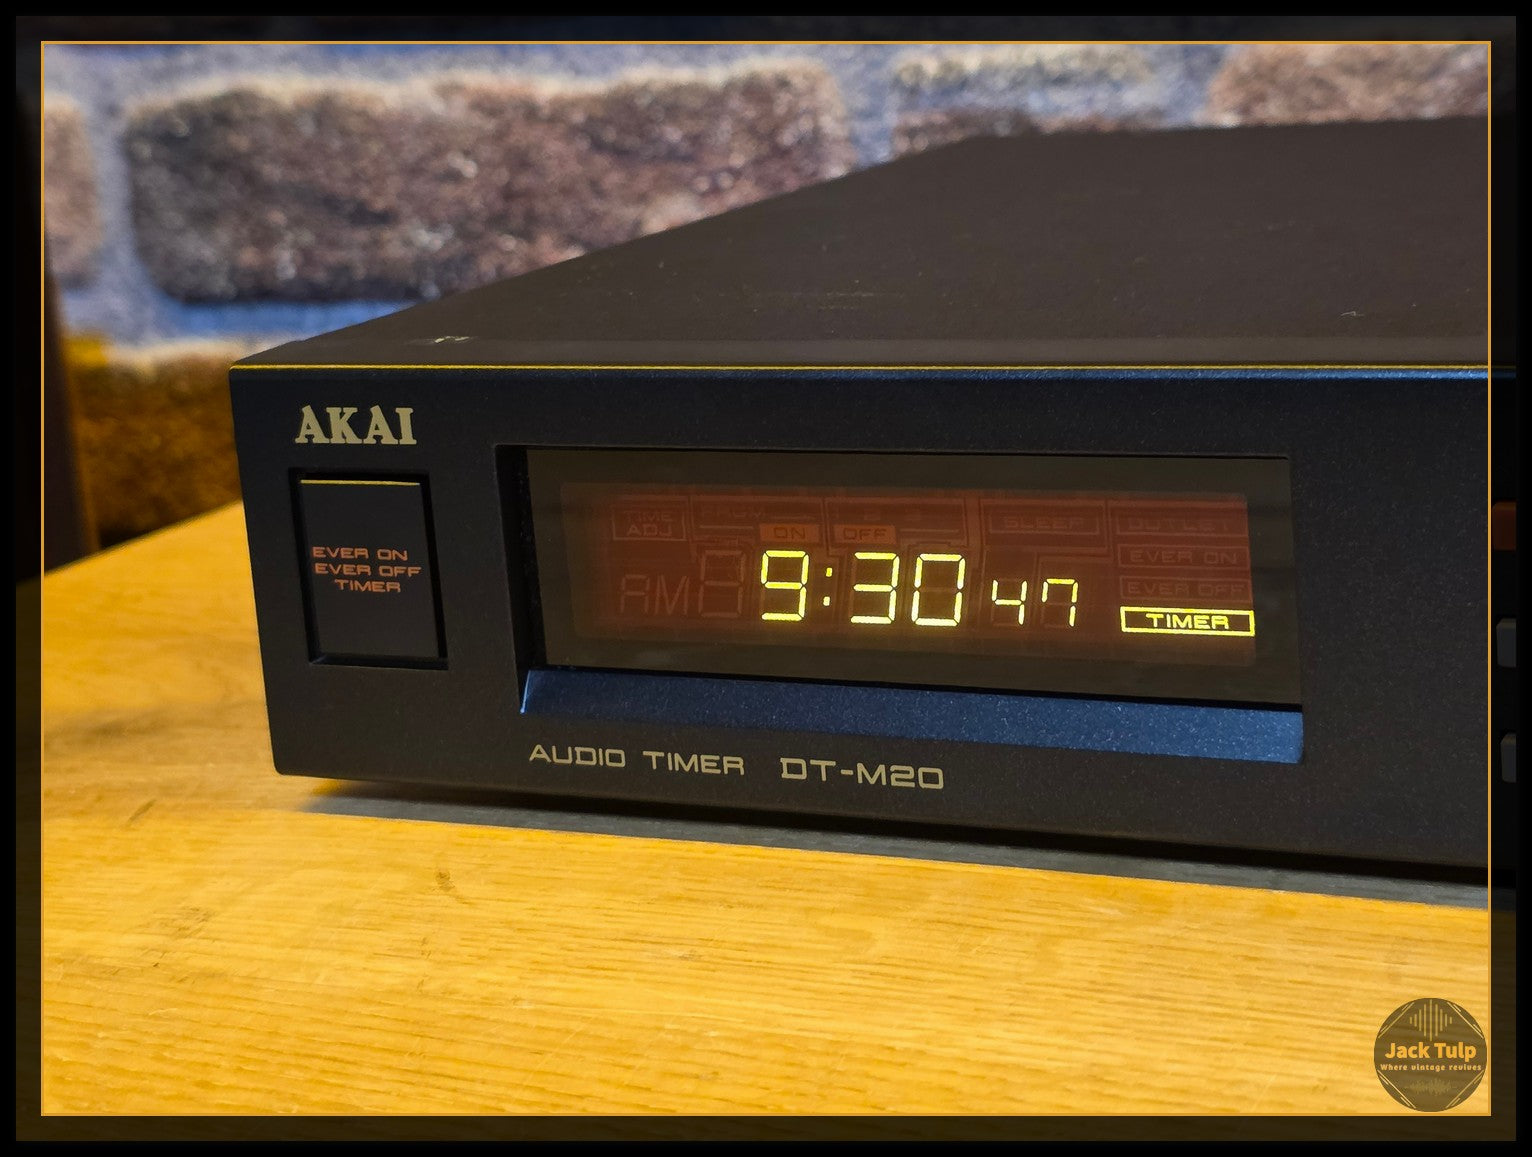 AKAI
EVER ON
EVER OFF
TIMER
TIME
ADJ
ON
OFF
SLEEP
OUTLET
EVER ON
EVER OFF
AM
9:30 47
TIMER
AUDIO TIMER DT-M20
Jack Tulp
Where vintage revives